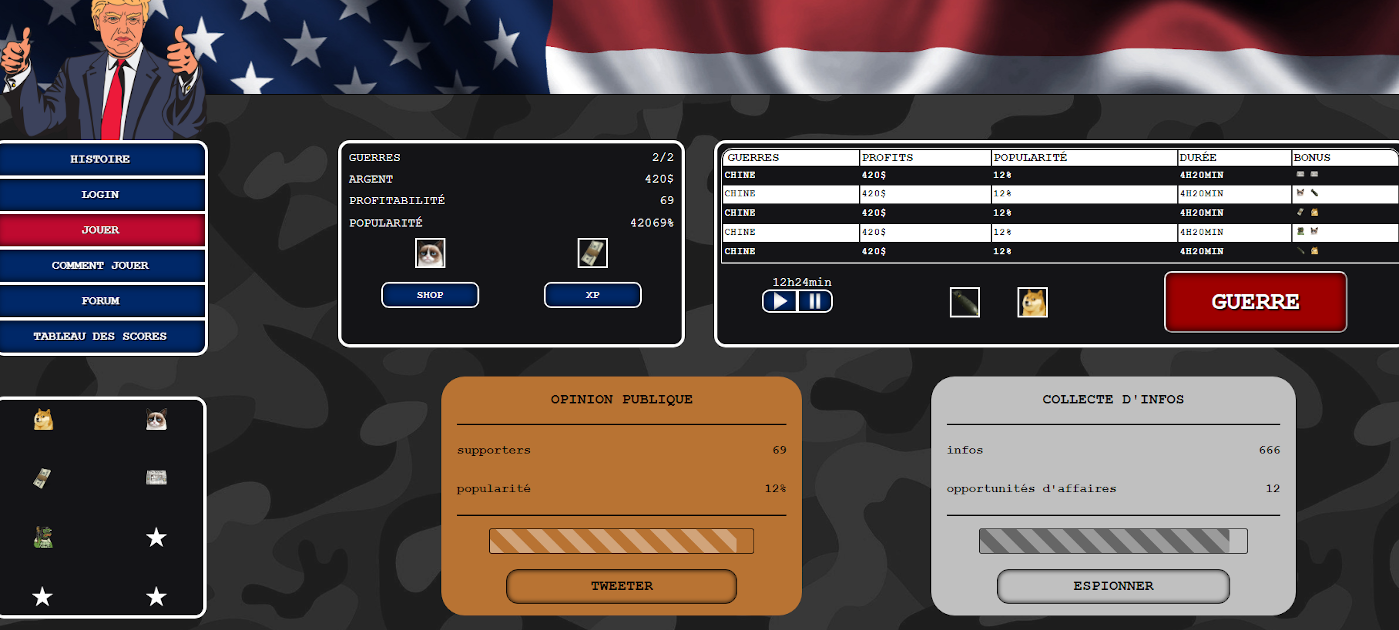 HISTOIRE
LOGIN
JOUER
COMMENT JOUER
FORUM
TABLEAU DES SCORES
GUERRES 2/2
ARGENT 420$
PROFITABILITÉ 69
POPULARITÉ 42069%
SHOP XP
GUERRES PROFITS POPULARITÉ DURÉE BONUS
CHINE 420$ 12% 4H20MIN
CHINE 420$ 12% 4H20MIN
CHINE 420$ 12% 4H20MIN
CHINE 420$ 12% 4H20MIN
CHINE 420$ 12% 4H20MIN
12h24min
GUERRE
OPINION PUBLIQUE
supporters 69
popularité 12%
TWEETER
COLLECTE D'INFOS
infos 666
opportunités d'affaires 12
ESPIONNER